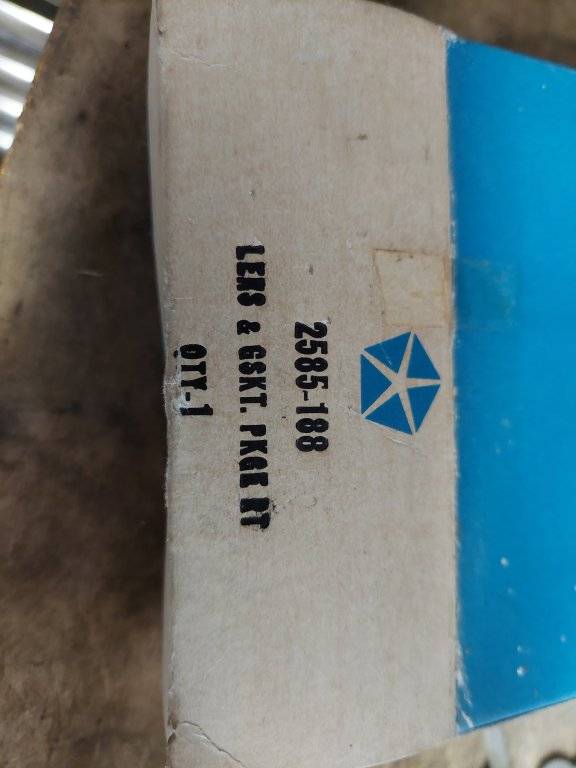 2585-188
LENS & GSKT. PKGE RT
QTY-1